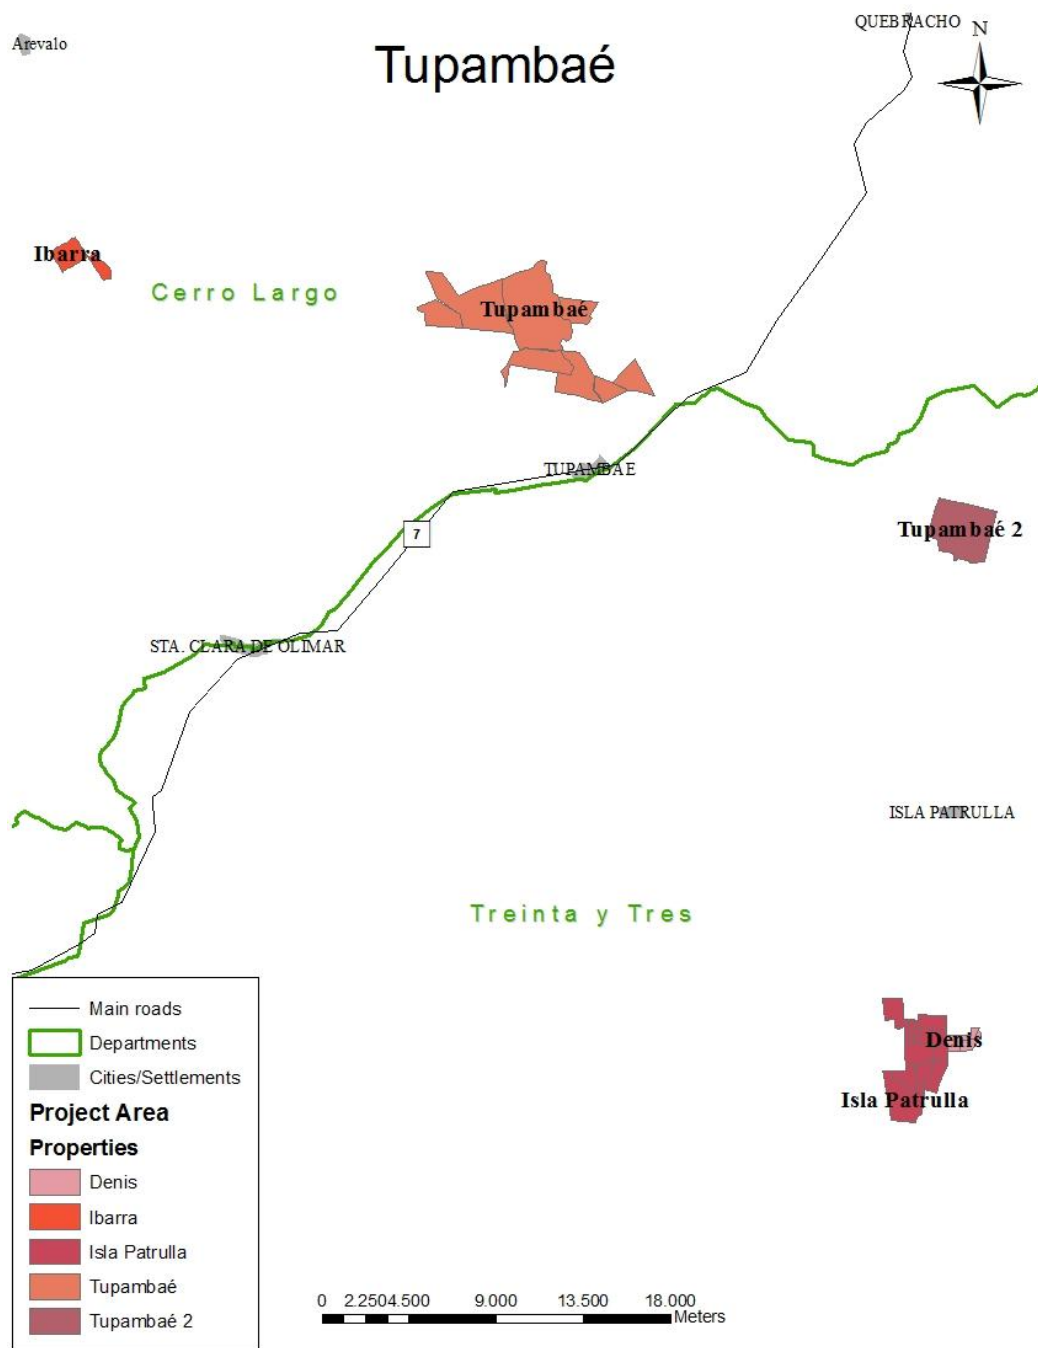 QUEBRACHO
Arevalo
Tupambaé
N
Ibarra
Cerro Largo
Tupambaé
TUPAMBAE
Tupambaé 2
7
STA. CLARA DE OLIMAR
ISLA PATRULLA
Treinta y Tres
Denis
Isla Patrulla
Main roads
Departments
Cities/Settlements
Project Area
Properties
Denis
Ibarra
Isla Patrulla
Tupambaé
Tupambaé 2
0 2.250 4.500 9.000 13.500 18.000
Meters